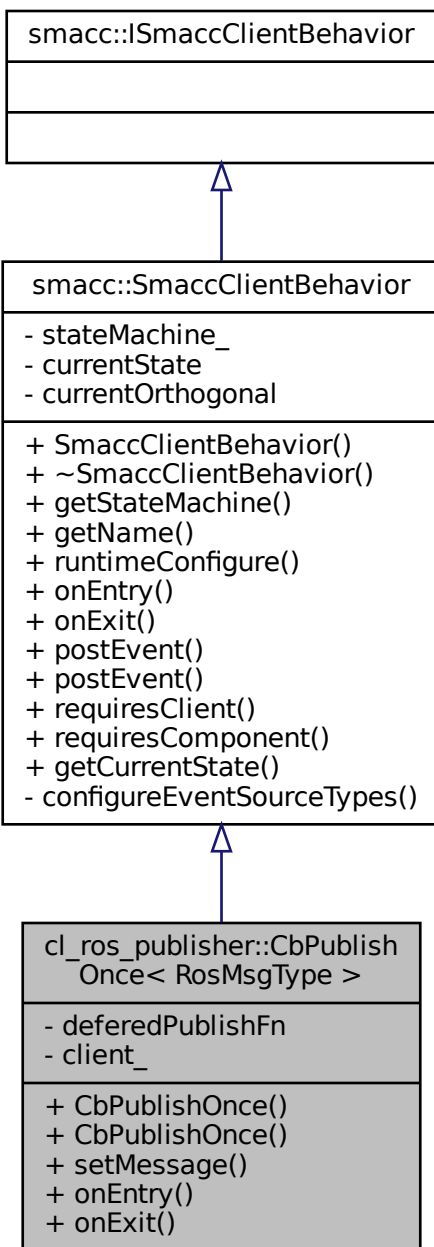 smacc::ISmaccClientBehavior
smacc::SmaccClientBehavior
- stateMachine_
- currentState
- currentOrthogonal
+ SmaccClientBehavior()
+ ~SmaccClientBehavior()
+ getStateMachine()
+ getName()
+ runtimeConfigure()
+ onEntry()
+ onExit()
+ postEvent()
+ postEvent()
+ requiresClient()
+ requiresComponent()
+ getCurrentState()
- configureEventSourceTypes()
cl_ros_publisher::CbPublish
Once< RosMsgType >
- deferedPublishFn
- client_
+ CbPublishOnce()
+ CbPublishOnce()
+ setMessage()
+ onEntry()
+ onExit()